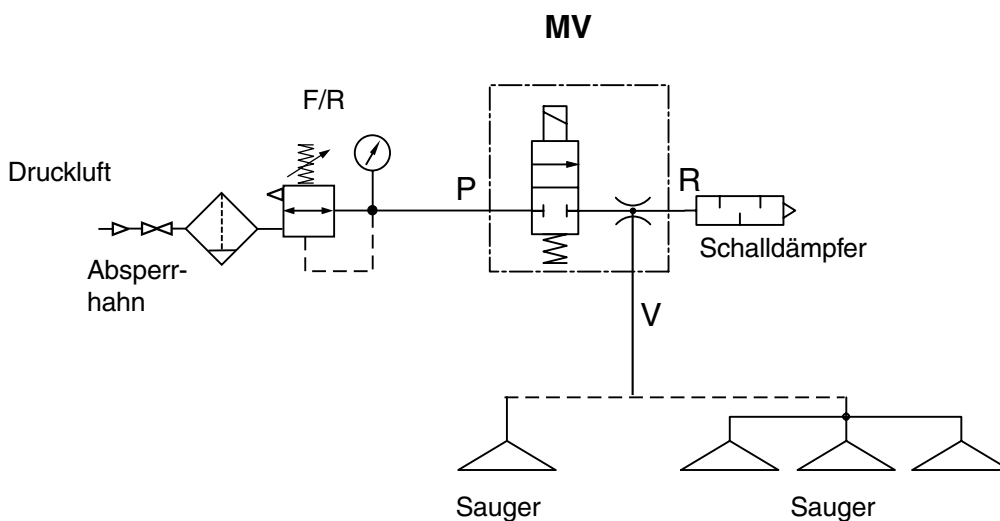 MV
F/R
Druckluft
P
R
Absperr-
hahn
Schalldämpfer
V
Sauger
Sauger